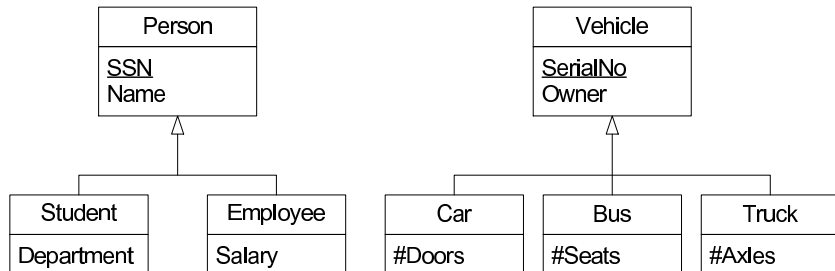 Person
SSN
Name
Student
Department
Employee
Salary
Vehicle
SerialNo
Owner
Car
#Doors
Bus
#Seats
Truck
#Axles